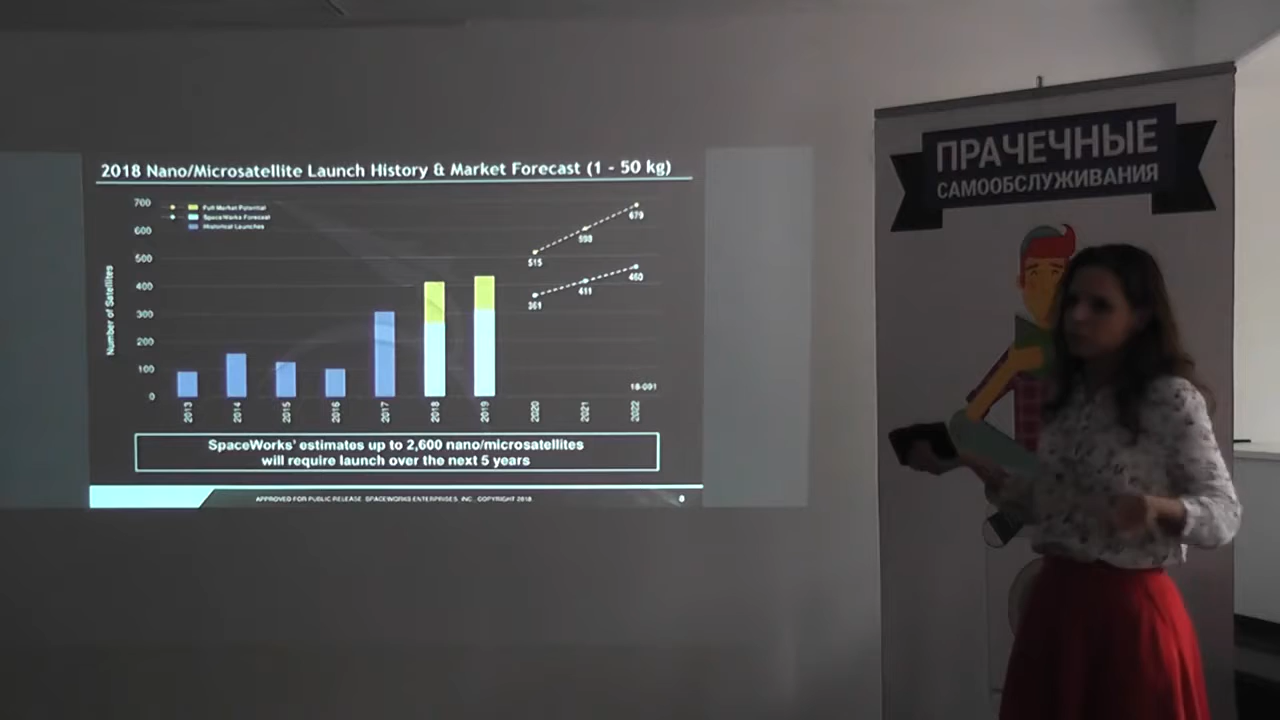 2018 Nano/Microsatellite Launch History & Market Forecast (1 - 50 kg)
Number of Satellites
700
600
500
400
300
200
100
0
Full Market Potential
SpaceWorks Forecast
Historical Launches
515
593
679
361
411
460
18-091
2013
2014
2015
2016
2017
2018
2019
2020
2021
2022
SpaceWorks' estimates up to 2,600 nano/microsatellites
will require launch over the next 5 years
APPROVED FOR PUBLIC RELEASE. SPACEWORKS ENTERPRISES, INC., COPYRIGHT 2018.
8
ПРАЧЕЧНЫЕ
САМООБСЛУЖИВАНИЯ